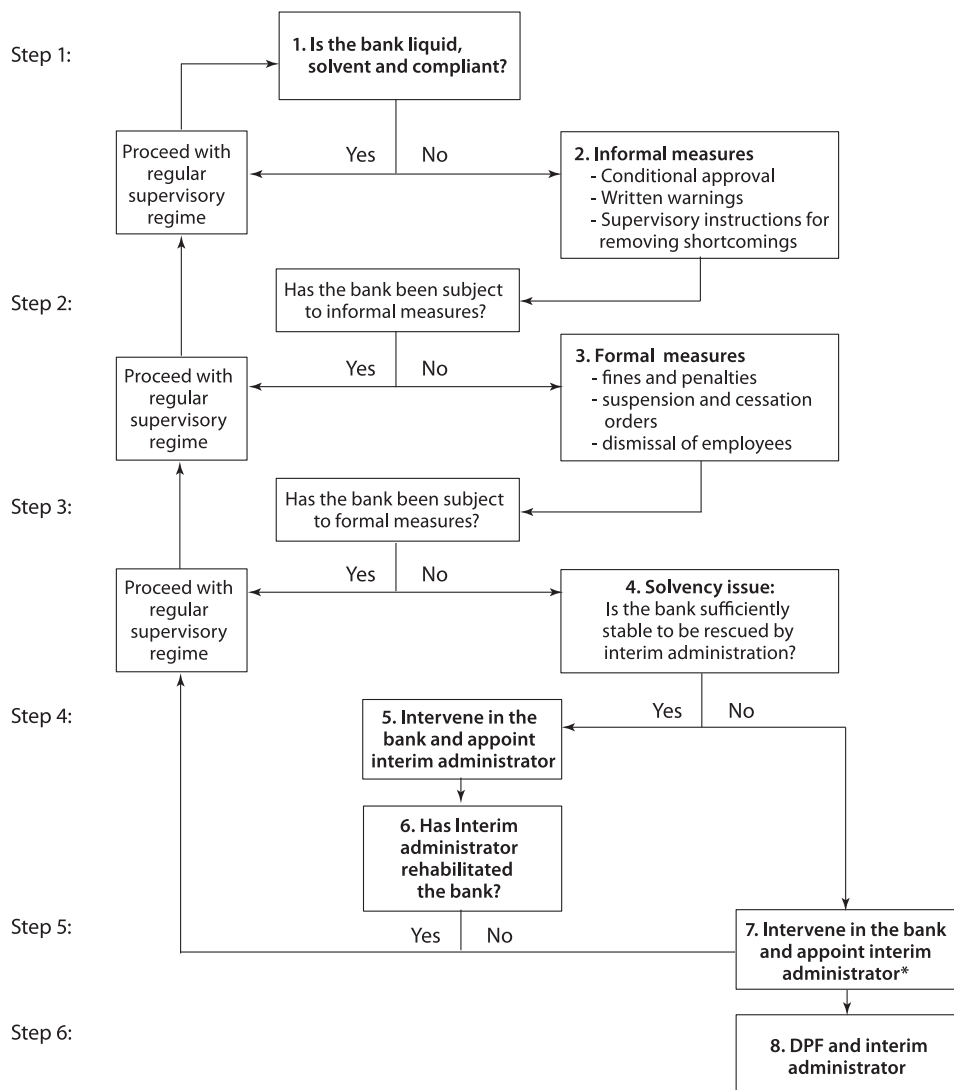 Step 1:
1. Is the bank liquid,
solvent and compliant?
Yes No
Proceed with
regular
supervisory
regime
2. Informal measures
- Conditional approval
- Written warnings
- Supervisory instructions for
removing shortcomings
Step 2:
Has the bank been subject
to informal measures?
Yes No
Proceed with
regular
supervisory
regime
3. Formal measures
- fines and penalties
- suspension and cessation
orders
- dismissal of employees
Step 3:
Has the bank been subject
to formal measures?
Yes No
Proceed with
regular
supervisory
regime
4. Solvency issue:
Is the bank sufficiently
stable to be rescued by
interim administration?
Step 4:
Yes No
5. Intervene in the
bank and appoint
interim administrator
6. Has Interim
administrator
rehabilitated
the bank?
Step 5:
Yes No
7. Intervene in the bank
and appoint interim
administrator*
Step 6:
8. DPF and interim
administrator